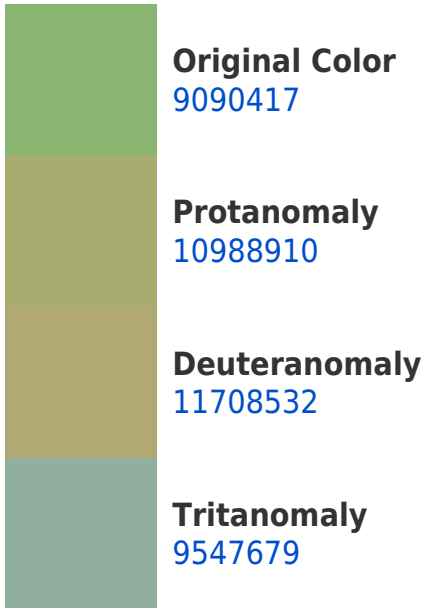 Original Color
9090417
Protanomaly
10988910
Deuteranomaly
11708532
Tritanomaly
9547679